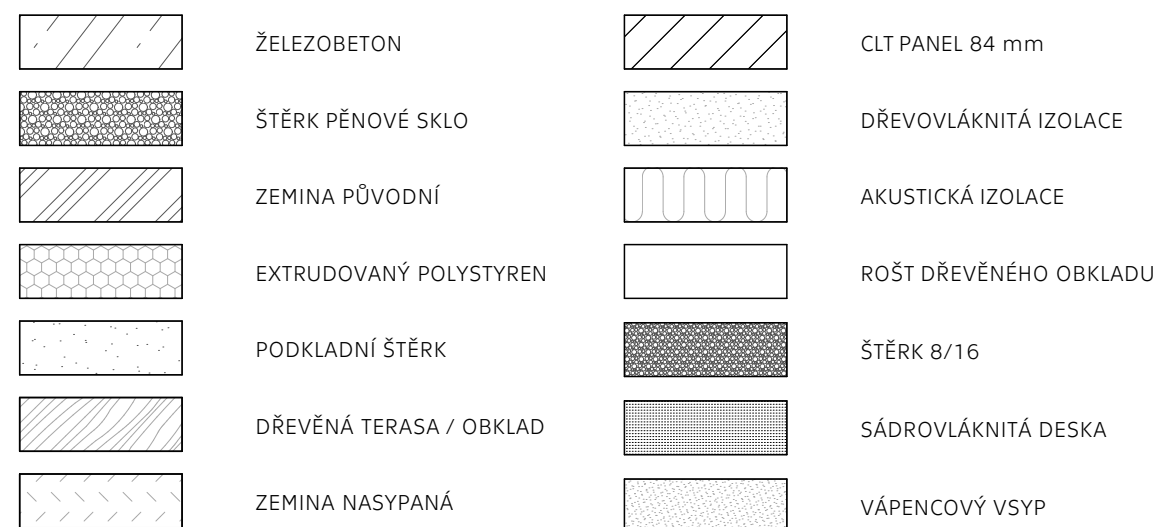 ŽELEZOBETON
ŠTĚRK PĚNOVÉ SKLO
ZEMINA PŮVODNÍ
EXTRUDOVANÝ POLYSTYREN
PODKLADNÍ ŠTĚRK
DŘEVĚNÁ TERASA / OBKLAD
ZEMINA NASYPANÁ
CLT PANEL 84 mm
DŘEVOVLÁKNITÁ IZOLACE
AKUSTICKÁ IZOLACE
ROŠT DŘEVĚNÉHO OBKLADU
ŠTĚRK 8/16
SÁDROVLÁKNITÁ DESKA
VÁPENCOVÝ VSYP